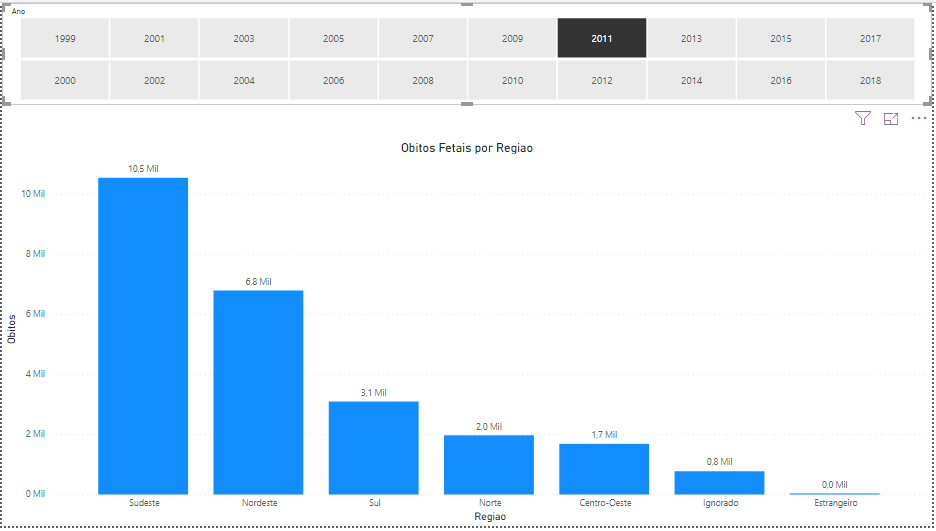 Ano
1999 2001 2003 2005 2007 2009 2011 2013 2015 2017
2000 2002 2004 2006 2008 2010 2012 2014 2016 2018
Obitos Fetais por Regiao
10,5 Mil
10 Mil
8 Mil
6,8 Mil
6 Mil
Obitos
4 Mil
3,1 Mil
2,0 Mil
2 Mil
1,7 Mil
0,8 Mil
0,0 Mil
0 Mil
Sudeste Nordeste Sul Norte Centro-Oeste Ignorado Estrangeiro
Regiao